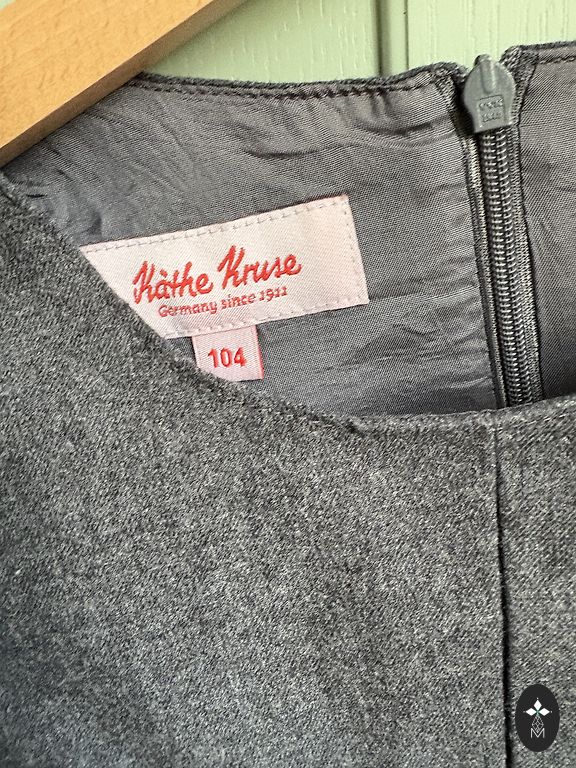 Käthe Kruse
Germany since 1911
104